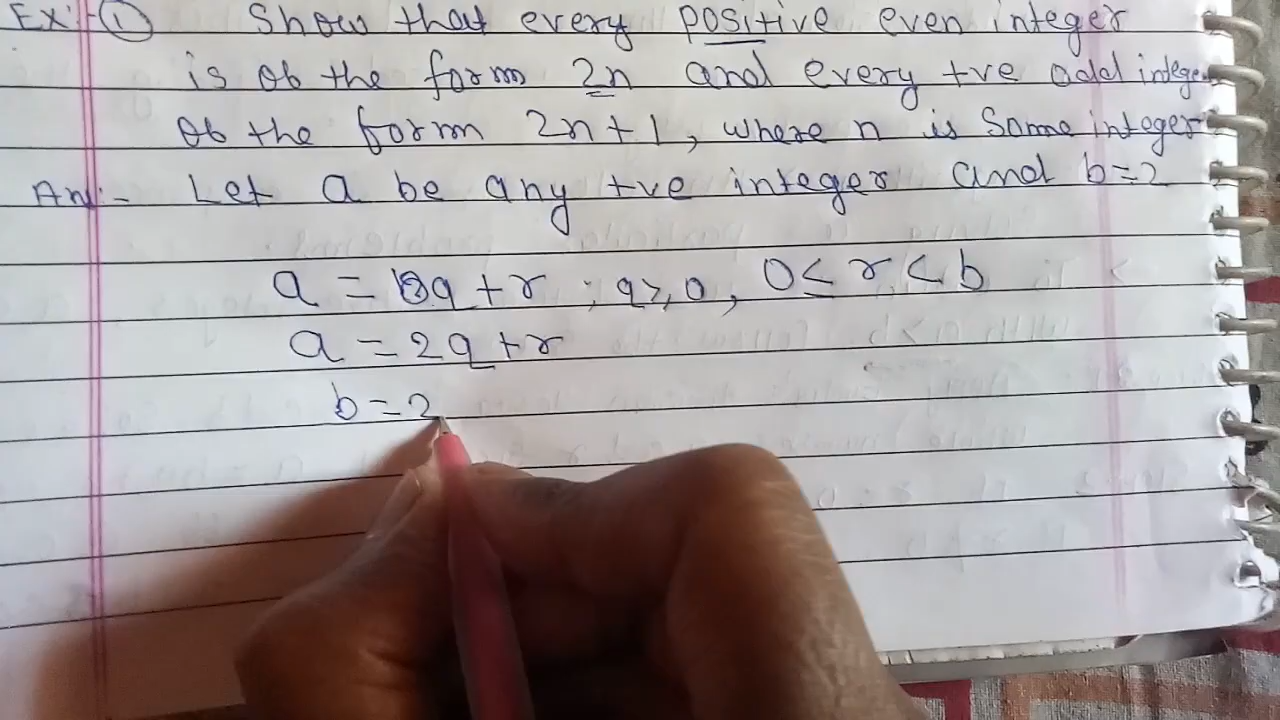 Ex:- ① Show that every positive even integer
is of the form 2n and every +ve odd integer
of the form 2n+1, where n is some integer
Ans:- Let a be any +ve integer and b=2
a = bq + r ; q≥0, 0≤ r < b
a = 2q + r
b = 2